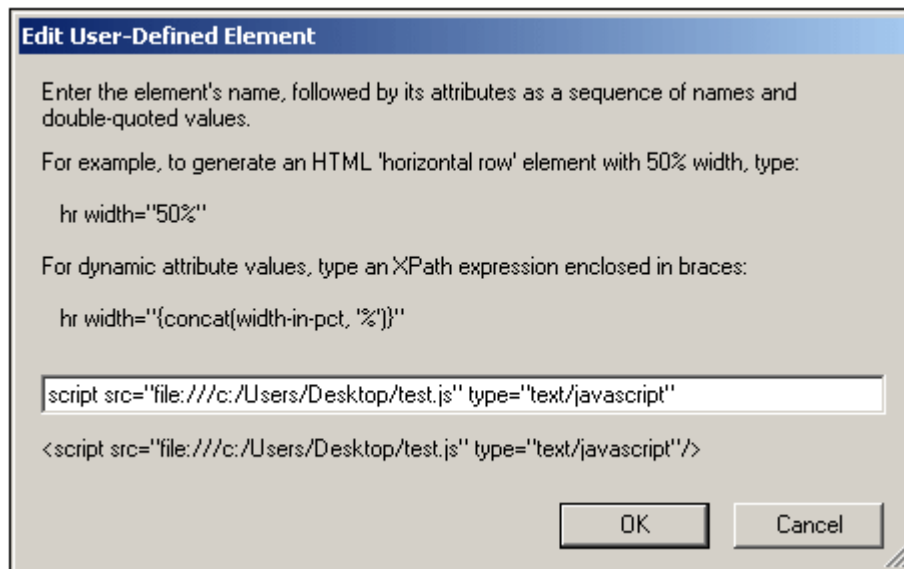 Edit User-Defined Element
Enter the element's name, followed by its attributes as a sequence of names and
double-quoted values.
For example, to generate an HTML 'horizontal row' element with 50% width, type:
hr width="50%"
For dynamic attribute values, type an XPath expression enclosed in braces:
hr width="{concat(width-in-pct, '%')}"
script src="file:///c:/Users/Desktop/test.js" type="text/javascript"
<script src="file:///c:/Users/Desktop/test.js" type="text/javascript"/>
OK Cancel